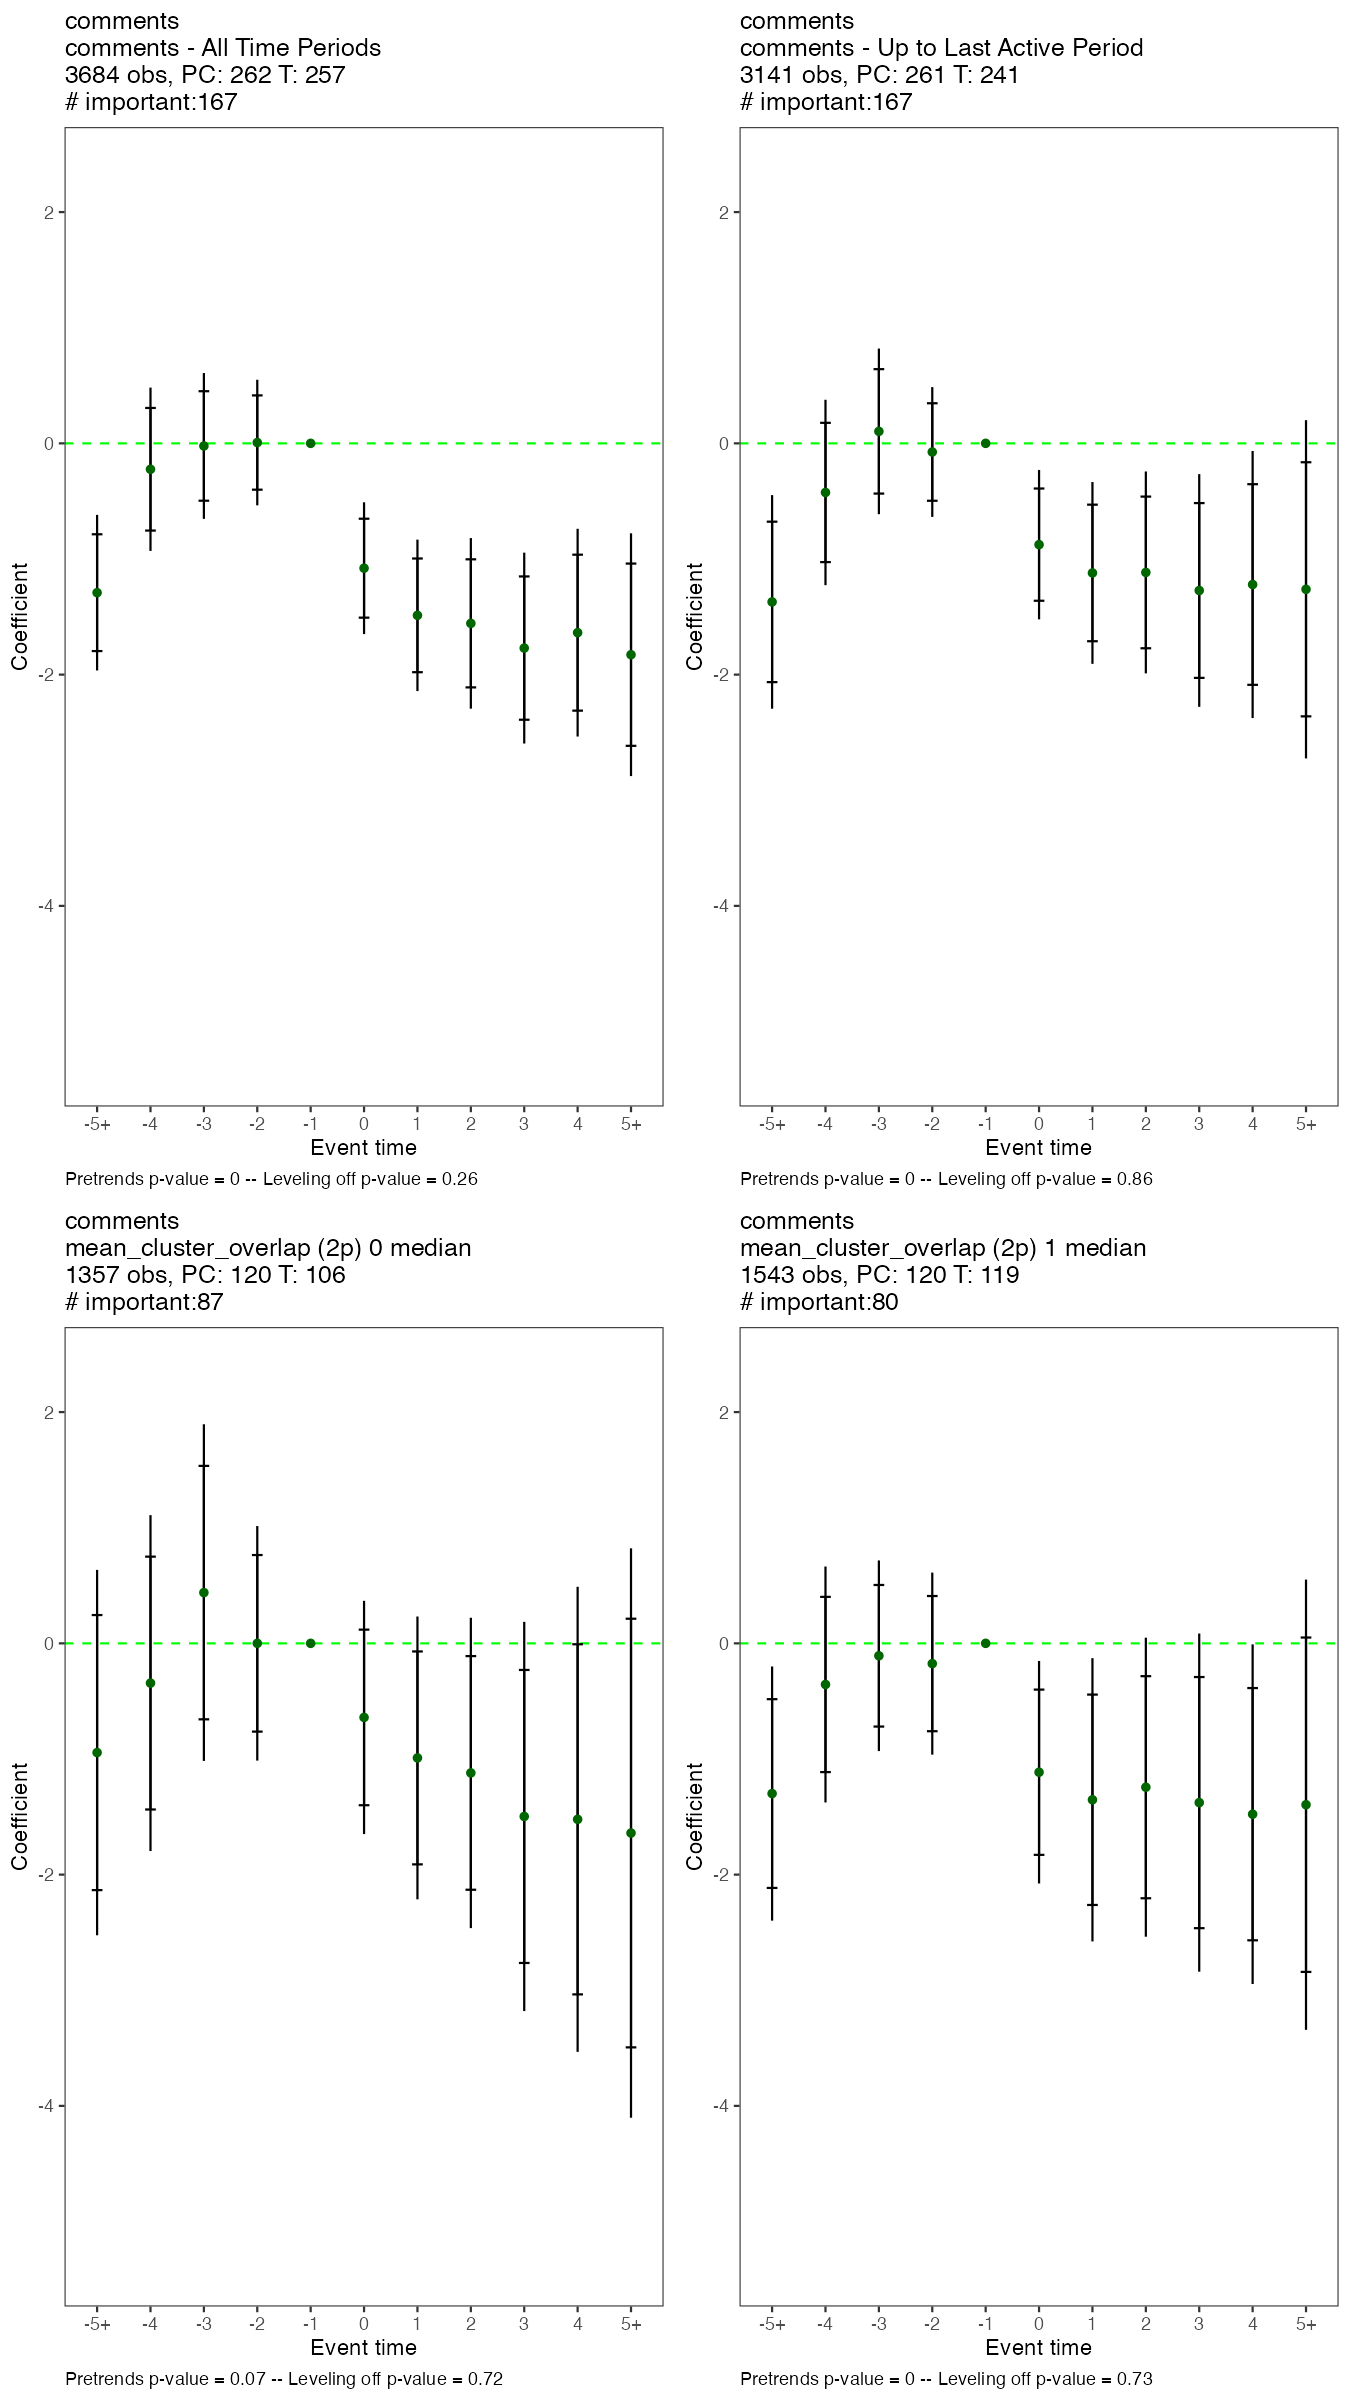 comments
comments - All Time Periods
3684 obs, PC: 262 T: 257
# important:167
2
0
-2
-4
Coefficient
-5+ -4 -3 -2 -1 0 1 2 3 4 5+
Event time
Pretrends p-value = 0 -- Leveling off p-value = 0.26
comments
comments - Up to Last Active Period
3141 obs, PC: 261 T: 241
# important:167
2
0
-2
-4
Coefficient
-5+ -4 -3 -2 -1 0 1 2 3 4 5+
Event time
Pretrends p-value = 0 -- Leveling off p-value = 0.86
comments
mean_cluster_overlap (2p) 0 median
1357 obs, PC: 120 T: 106
# important:87
2
0
-2
-4
Coefficient
-5+ -4 -3 -2 -1 0 1 2 3 4 5+
Event time
Pretrends p-value = 0.07 -- Leveling off p-value = 0.72
comments
mean_cluster_overlap (2p) 1 median
1543 obs, PC: 120 T: 119
# important:80
2
0
-2
-4
Coefficient
-5+ -4 -3 -2 -1 0 1 2 3 4 5+
Event time
Pretrends p-value = 0 -- Leveling off p-value = 0.73